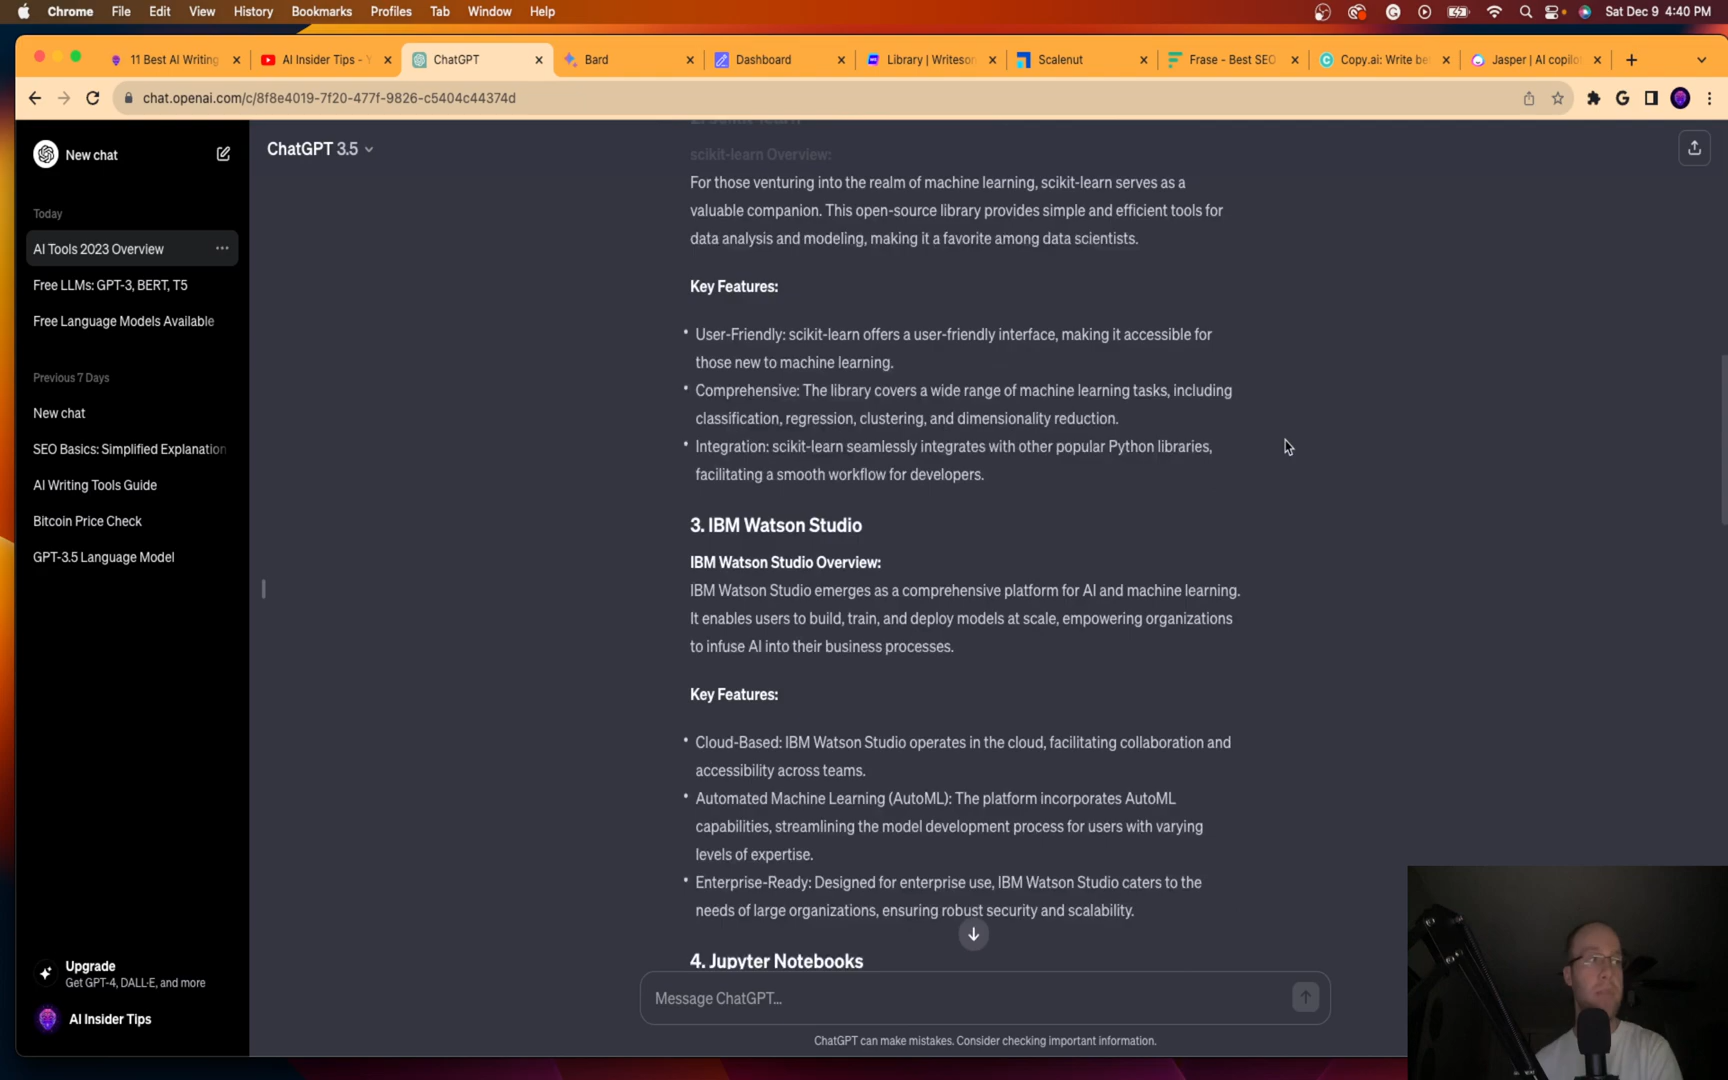 Chrome File Edit View History Bookmarks Profiles Tab Window Help Sat Dec 9 4:40 PM
11 Best AI Writing AI Insider Tips - Y ChatGPT Bard Dashboard Library | Writeson Scalenut Frase - Best SEO Copy.ai: Write be Jasper | AI copilo
chat.openai.com/c/8f8e4019-7f20-477f-9826-c5404c44374d
New chat
Today
AI Tools 2023 Overview
Free LLMs: GPT-3, BERT, T5
Free Language Models Available
Previous 7 Days
New chat
SEO Basics: Simplified Explanation
AI Writing Tools Guide
Bitcoin Price Check
GPT-3.5 Language Model
Upgrade
Get GPT-4, DALL·E, and more
AI Insider Tips
ChatGPT 3.5
2. Scikit-learn
scikit-learn Overview:
For those venturing into the realm of machine learning, scikit-learn serves as a
valuable companion. This open-source library provides simple and efficient tools for
data analysis and modeling, making it a favorite among data scientists.
Key Features:
• User-Friendly: scikit-learn offers a user-friendly interface, making it accessible for
those new to machine learning.
• Comprehensive: The library covers a wide range of machine learning tasks, including
classification, regression, clustering, and dimensionality reduction.
• Integration: scikit-learn seamlessly integrates with other popular Python libraries,
facilitating a smooth workflow for developers.
3. IBM Watson Studio
IBM Watson Studio Overview:
IBM Watson Studio emerges as a comprehensive platform for AI and machine learning.
It enables users to build, train, and deploy models at scale, empowering organizations
to infuse AI into their business processes.
Key Features:
• Cloud-Based: IBM Watson Studio operates in the cloud, facilitating collaboration and
accessibility across teams.
• Automated Machine Learning (AutoML): The platform incorporates AutoML
capabilities, streamlining the model development process for users with varying
levels of expertise.
• Enterprise-Ready: Designed for enterprise use, IBM Watson Studio caters to the
needs of large organizations, ensuring robust security and scalability.
4. Jupyter Notebooks
Message ChatGPT...
ChatGPT can make mistakes. Consider checking important information.